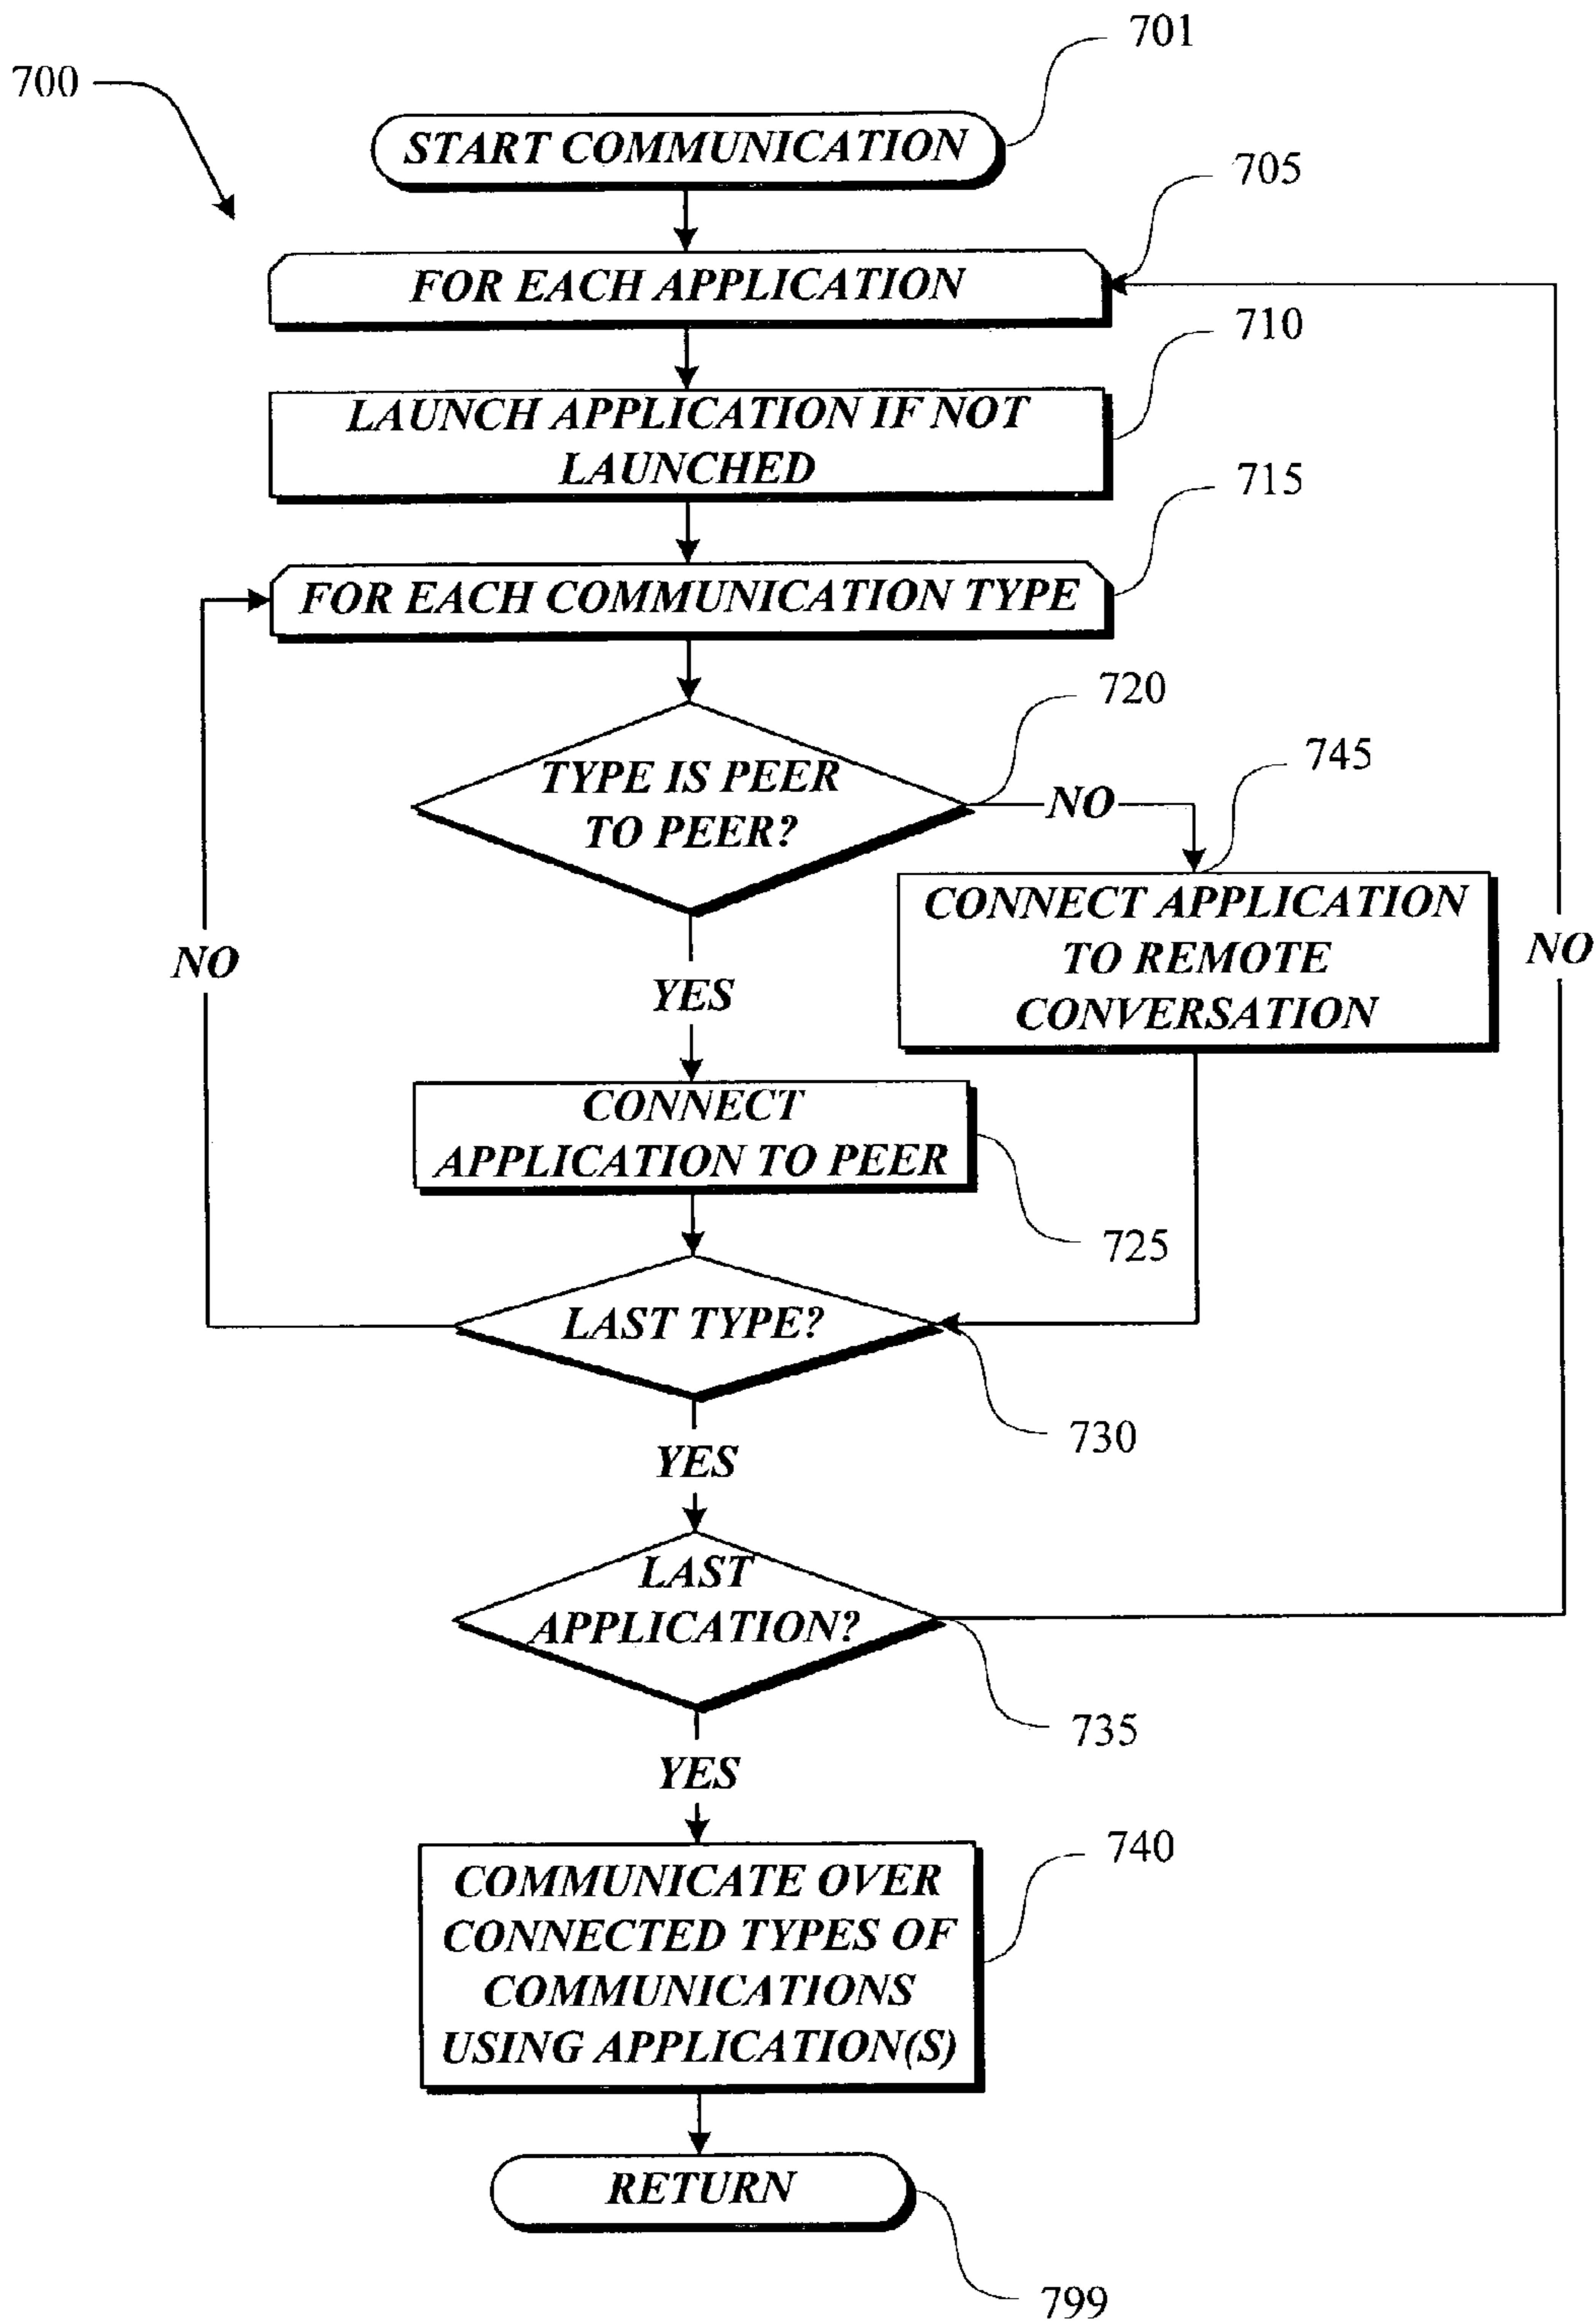 701
700
START COMMUNICATION
705
FOR EACH APPLICATION
710
LAUNCH APPLICATION IF NOT
LAUNCHED
715
FOR EACH COMMUNICATION TYPE
720
TYPE IS PEER
TO PEER?
NO
745
CONNECT APPLICATION
TO REMOTE
CONVERSATION
NO
NO
YES
CONNECT
APPLICATION TO PEER
725
LAST TYPE?
730
YES
LAST
APPLICATION?
735
YES
740
COMMUNICATE OVER
CONNECTED TYPES OF
COMMUNICATIONS
USING APPLICATION(S)
RETURN
799